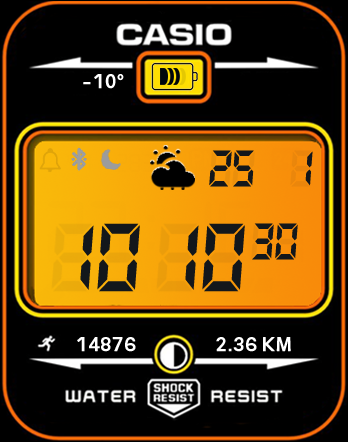 CASIO
-10°
25 1
10 10 30
14876 2.36 KM
WATER SHOCK RESIST RESIST